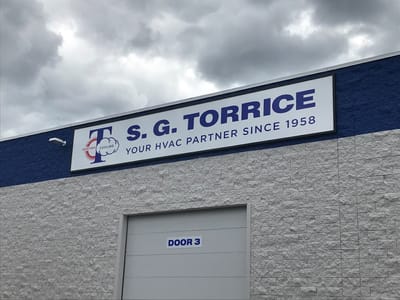 T
S. G. TORRICE
YOUR HVAC PARTNER SINCE 1958
DOOR 3